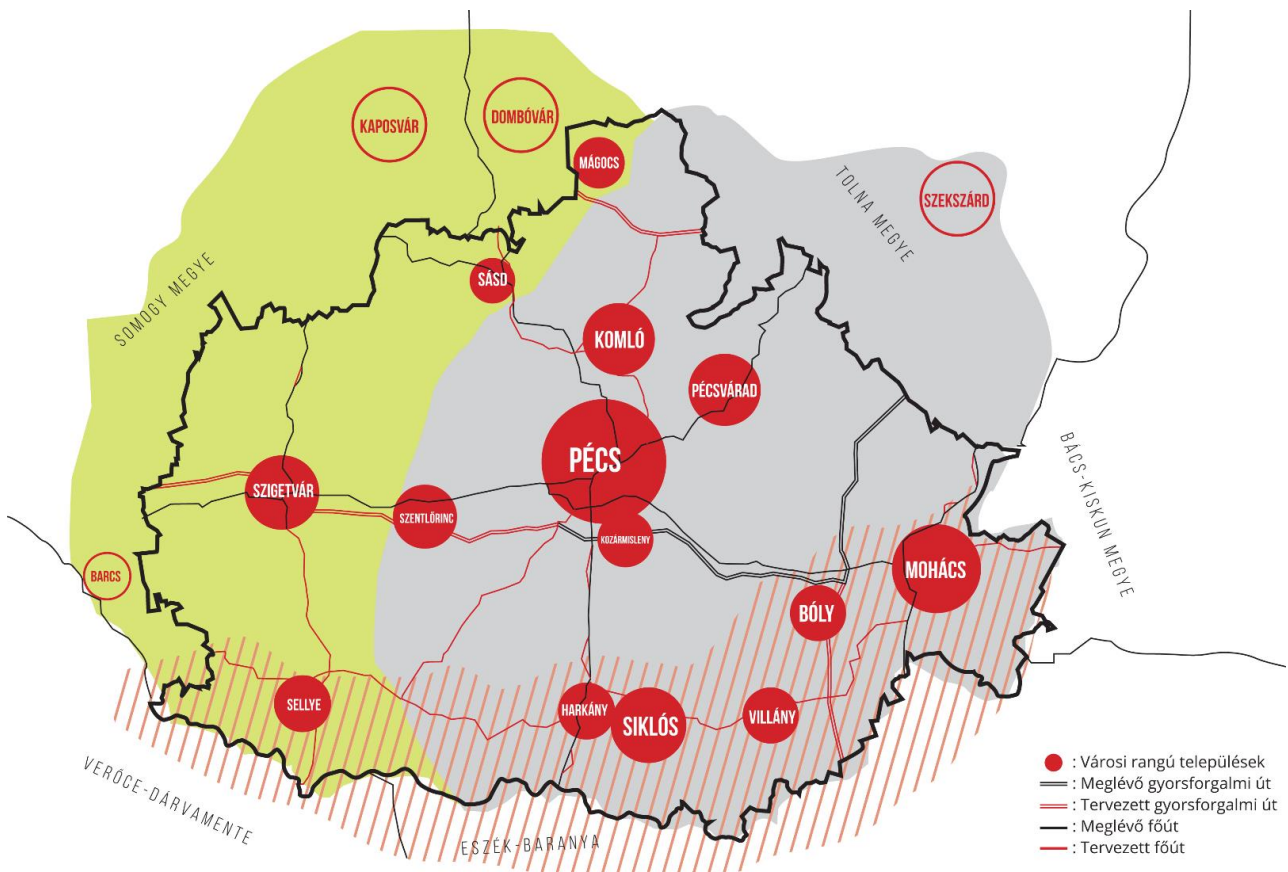 KAPOSVÁR
DOMBÓVÁR
MÁGOCS
TOLNA MEGYE
SZEKSZÁRD
SOMOGY MEGYE
SÁSD
KOMLÓ
PÉCSVÁRAD
PÉCS
SZIGETVÁR
SZENTLŐRINC
KOZÁRMISLENY
BÁCS-KISKUN MEGYE
BARCS
MOHÁCS
BÓLY
SELLYE
HARKÁNY
SIKLÓS
VILLÁNY
VERŐCE-DÁRVAMENTE
ESZÉK-BARANYA
: Városi rangú települések
: Meglévő gyorsforgalmi út
: Tervezett gyorsforgalmi út
: Meglévő főút
: Tervezett főút